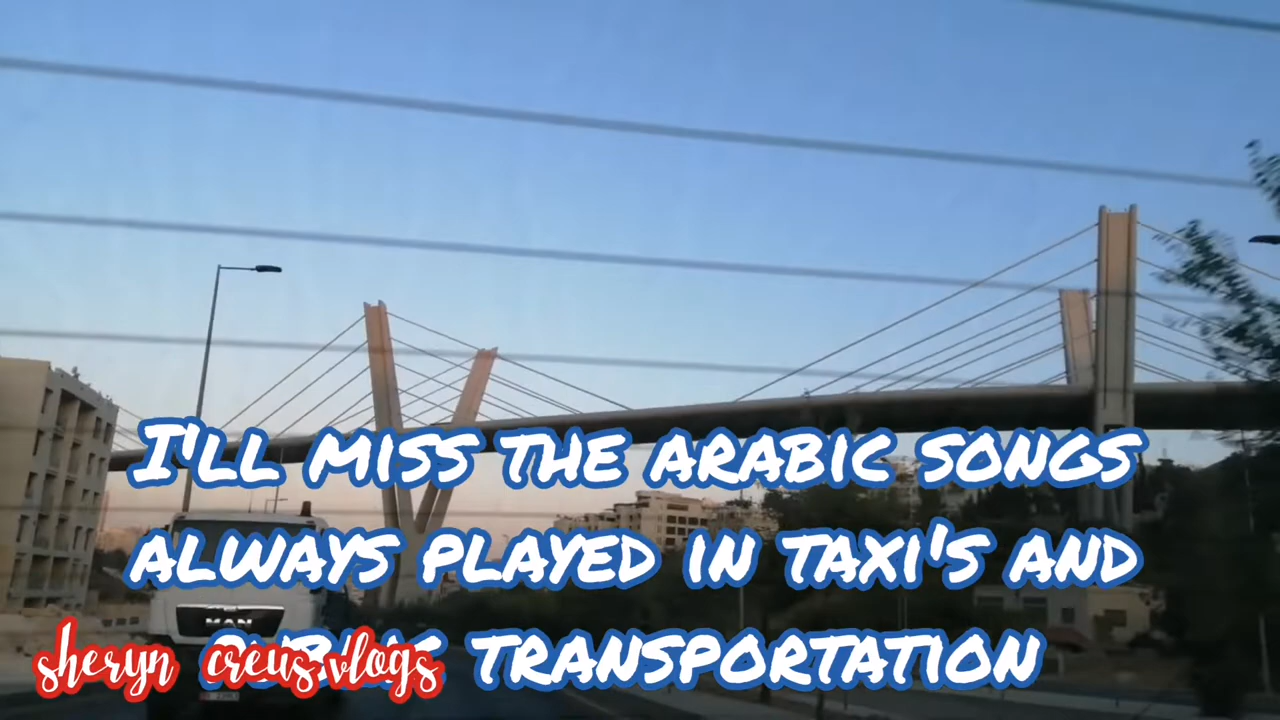 I'LL MISS THE ARABIC SONGS
ALWAYS PLAYED IN TAXI'S AND
TRANSPORTATION
sheryn creus vlogs
MAN